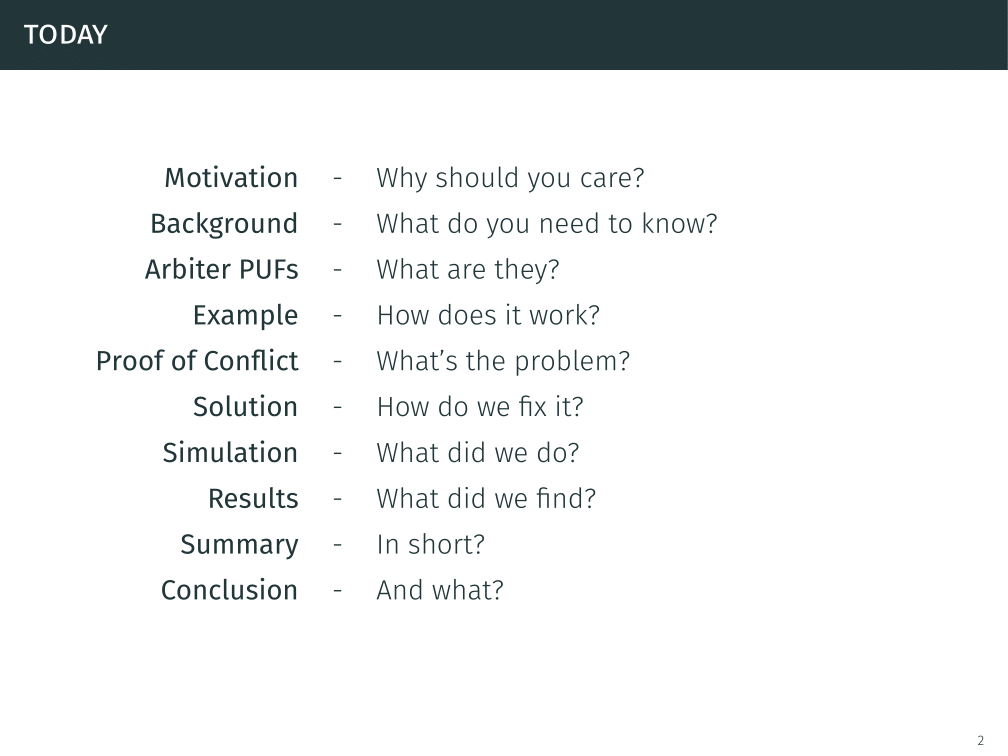 TODAY
Motivation - Why should you care?
Background - What do you need to know?
Arbiter PUFs - What are they?
Example - How does it work?
Proof of Conflict - What's the problem?
Solution - How do we fix it?
Simulation - What did we do?
Results - What did we find?
Summary - In short?
Conclusion - And what?
2